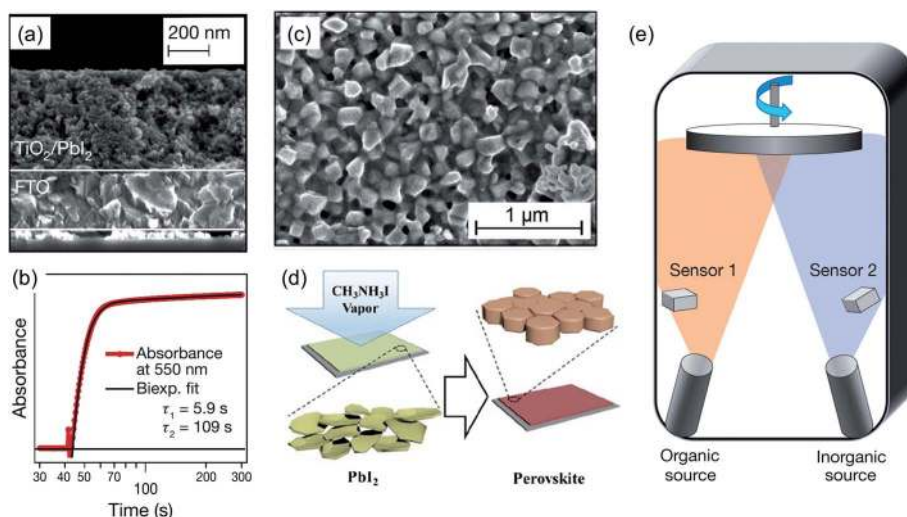 (a)
200 nm
TiO₂/PbI₂
FTO
(b)
Absorbance
Absorbance
at 550 nm
Biexp. fit
τ₁ = 5.9 s
τ₂ = 109 s
30 40 50 70 100 200 300
Time (s)
(c)
1 μm
(d)
CH₃NH₃I
Vapor
PbI₂
Perovskite
(e)
Sensor 1
Sensor 2
Organic
source
Inorganic
source